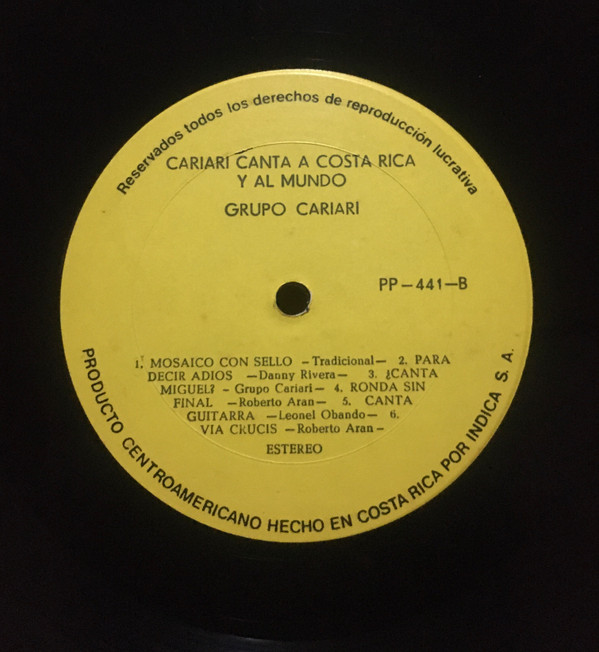 Reservados todos los derechos de reproducción lucrativa
CARIARI CANTA A COSTA RICA
Y AL MUNDO
GRUPO CARIARI
PP-441-B
1. MOSAICO CON SELLO -Tradicional- 2. PARA
DECIR ADIOS -Danny Rivera- 3. ¿CANTA
MIGUEL? - Grupo Cariari- 4. RONDA SIN
FINAL -Roberto Aran- 5. CANTA
GUITARRA -Leonel Obando- 6.
VIA CRUCIS -Roberto Aran-
ESTEREO
PRODUCTO CENTROAMERICANO HECHO EN COSTA RICA POR INDICA S.A.